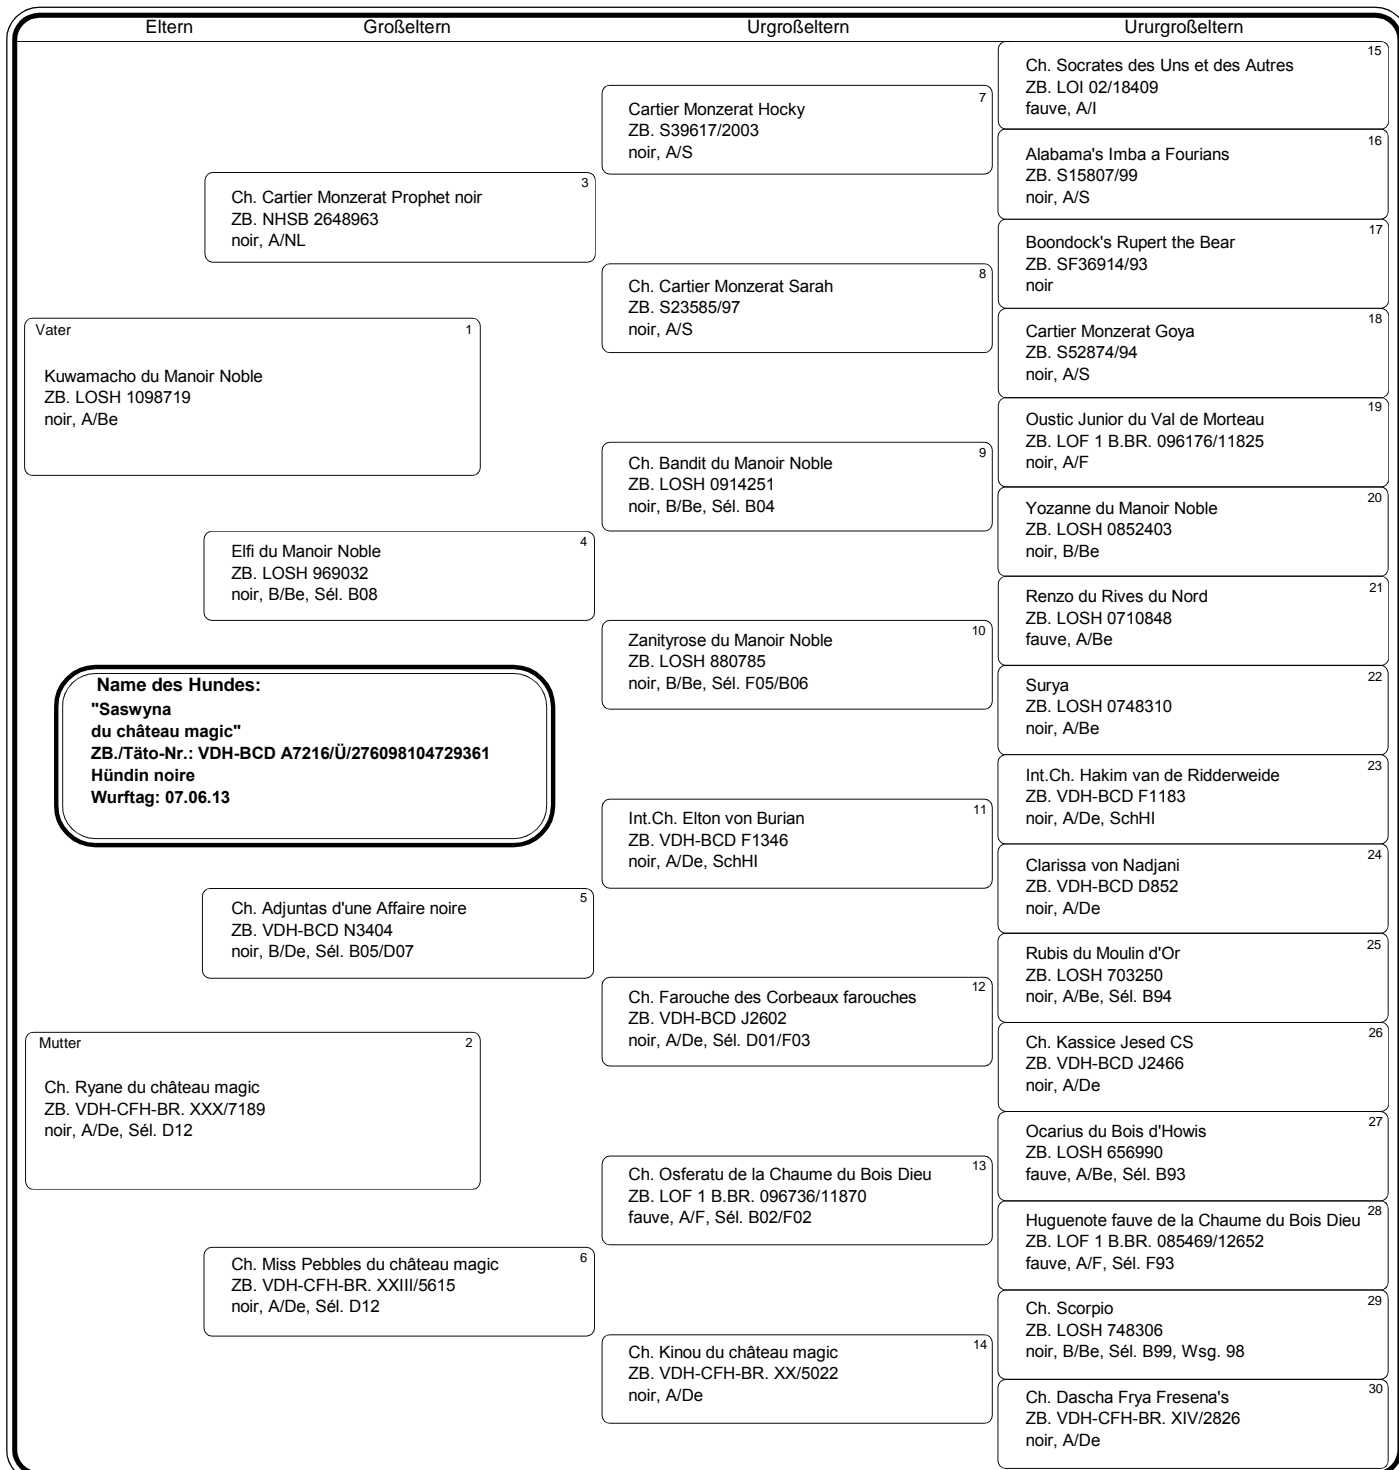 Eltern
Großeltern
Urgroßeltern
Ururgroßeltern
Vater 1
Kuwamacho du Manoir Noble
ZB. LOSH 1098719
noir, A/Be
Mutter 2
Ch. Ryane du château magic
ZB. VDH-CFH-BR. XXX/7189
noir, A/De, Sél. D12
3
Ch. Cartier Monzerat Prophet noir
ZB. NHSB 2648963
noir, A/NL
4
Elfi du Manoir Noble
ZB. LOSH 969032
noir, B/Be, Sél. B08
Name des Hundes:
"Saswyna
du château magic"
ZB./Täto-Nr.: VDH-BCD A7216/Ü/276098104729361
Hündin noire
Wurftag: 07.06.13
5
Ch. Adjuntas d'une Affaire noire
ZB. VDH-BCD N3404
noir, B/De, Sél. B05/D07
6
Ch. Miss Pebbles du château magic
ZB. VDH-CFH-BR. XXIII/5615
noir, A/De, Sél. D12
7
Cartier Monzerat Hocky
ZB. S39617/2003
noir, A/S
8
Ch. Cartier Monzerat Sarah
ZB. S23585/97
noir, A/S
9
Ch. Bandit du Manoir Noble
ZB. LOSH 0914251
noir, B/Be, Sél. B04
10
Zanityrose du Manoir Noble
ZB. LOSH 880785
noir, B/Be, Sél. F05/B06
11
Int.Ch. Elton von Burian
ZB. VDH-BCD F1346
noir, A/De, SchHI
12
Ch. Farouche des Corbeaux farouches
ZB. VDH-BCD J2602
noir, A/De, Sél. D01/F03
13
Ch. Osferatu de la Chaume du Bois Dieu
ZB. LOF 1 B.BR. 096736/11870
fauve, A/F, Sél. B02/F02
14
Ch. Kinou du château magic
ZB. VDH-CFH-BR. XX/5022
noir, A/De
15
Ch. Socrates des Uns et des Autres
ZB. LOI 02/18409
fauve, A/I
16
Alabama's Imba a Fourians
ZB. S15807/99
noir, A/S
17
Boondock's Rupert the Bear
ZB. SF36914/93
noir
18
Cartier Monzerat Goya
ZB. S52874/94
noir, A/S
19
Oustic Junior du Val de Morteau
ZB. LOF 1 B.BR. 096176/11825
noir, A/F
20
Yozanne du Manoir Noble
ZB. LOSH 0852403
noir, B/Be
21
Renzo du Rives du Nord
ZB. LOSH 0710848
fauve, A/Be
22
Surya
ZB. LOSH 0748310
noir, A/Be
23
Int.Ch. Hakim van de Ridderweide
ZB. VDH-BCD F1183
noir, A/De, SchHI
24
Clarissa von Nadjani
ZB. VDH-BCD D852
noir, A/De
25
Rubis du Moulin d'Or
ZB. LOSH 703250
noir, A/Be, Sél. B94
26
Ch. Kassice Jesed CS
ZB. VDH-BCD J2466
noir, A/De
27
Ocarius du Bois d'Howis
ZB. LOSH 656990
fauve, A/Be, Sél. B93
28
Huguenote fauve de la Chaume du Bois Dieu
ZB. LOF 1 B.BR. 085469/12652
fauve, A/F, Sél. F93
29
Ch. Scorpio
ZB. LOSH 748306
noir, B/Be, Sél. B99, Wsg. 98
30
Ch. Dascha Frya Fresena's
ZB. VDH-CFH-BR. XIV/2826
noir, A/De